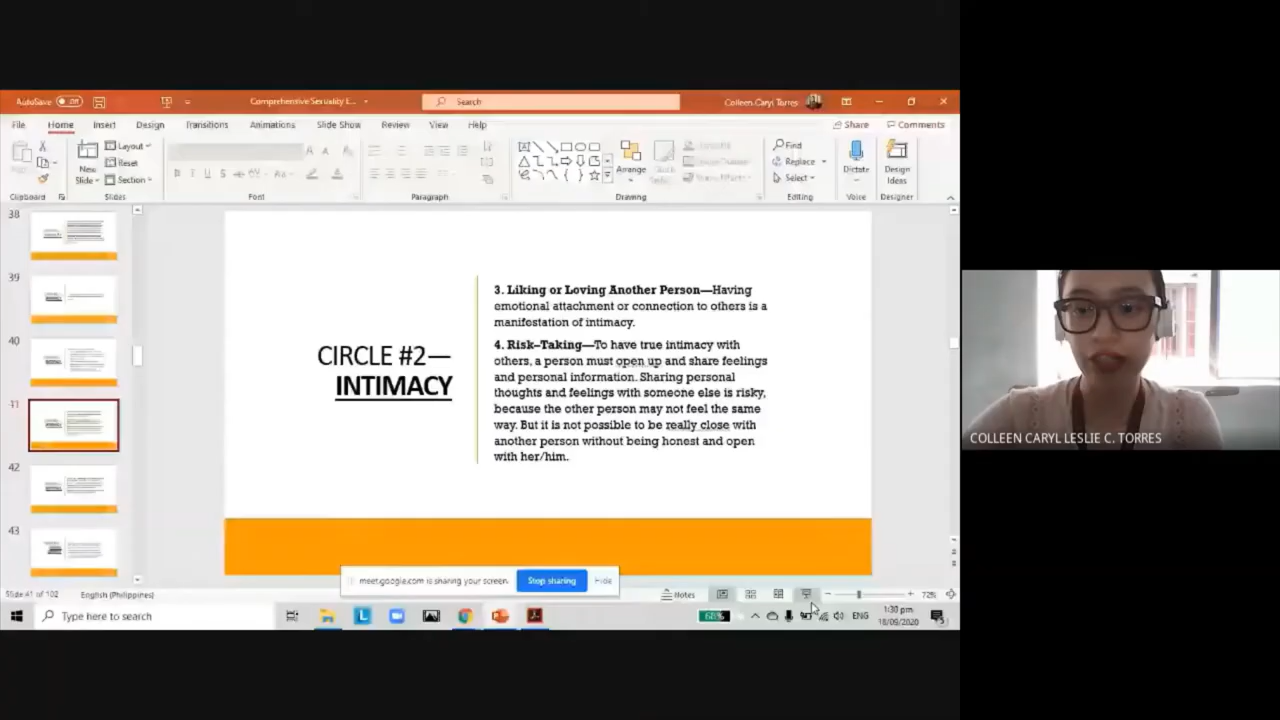 AutoSave Off
Comprehensive Sexuality E...
Search
Colleen Caryl Torres
File Home Insert Design Transitions Animations Slide Show Review View Help
Share Comments
New
Slide
Layout
Reset
Section
Arrange
Find
Replace
Select
Dictate
Design
Ideas
Clipboard Slides Font Paragraph Drawing Editing Voice Designer
38
39
40
41
42
43
CIRCLE #2—
INTIMACY
3. Liking or Loving Another Person—Having
emotional attachment or connection to others is a
manifestation of intimacy.
4. Risk–Taking—To have true intimacy with
others, a person must open up and share feelings
and personal information. Sharing personal
thoughts and feelings with someone else is risky,
because the other person may not feel the same
way. But it is not possible to be really close with
another person without being honest and open
with her/him.
COLLEEN CARYL LESLIE C. TORRES
meet.google.com is sharing your screen.
Stop sharing
Hide
Slide 41 of 102
English (Philippines)
Notes
72%
Type here to search
68%
ENG
1:30 pm
18/09/2020